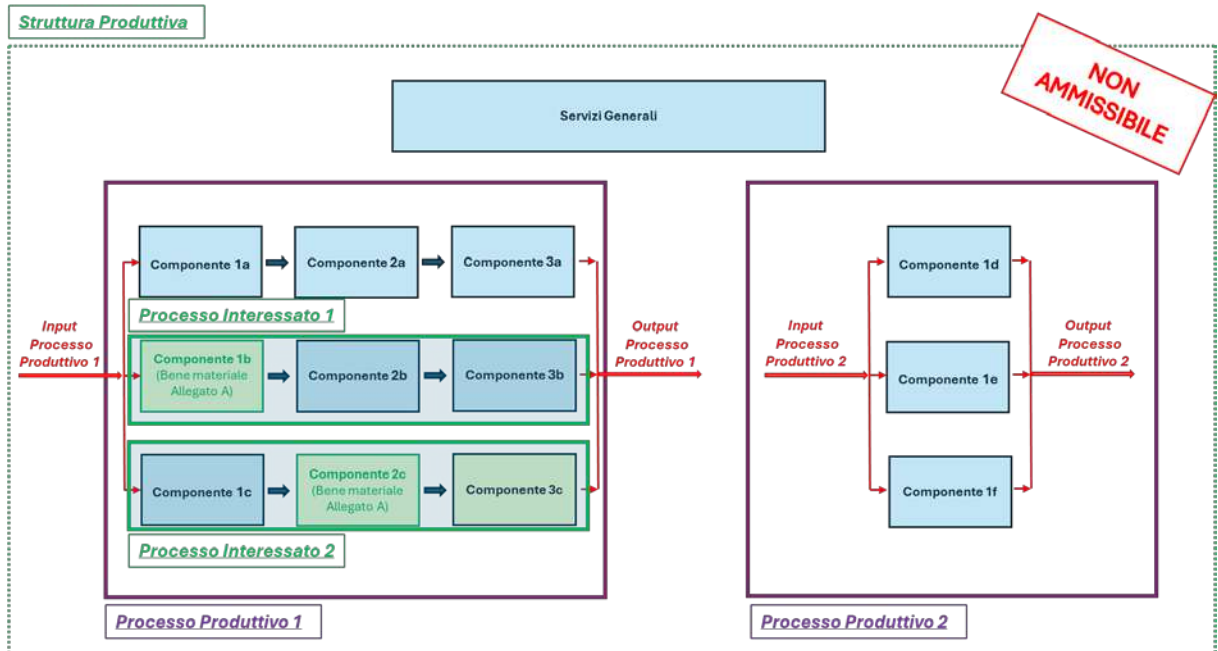 Struttura Produttiva
NON
AMMISSIBILE
Servizi Generali
Componente 1a
Componente 2a
Componente 3a
Processo Interessato 1
Input
Processo
Produttivo 1
Componente 1b
(Bene materiale
Allegato A)
Componente 2b
Componente 3b
Output
Processo
Produttivo 1
Componente 1c
Componente 2c
(Bene materiale
Allegato A)
Componente 3c
Processo Interessato 2
Processo Produttivo 1
Componente 1d
Input
Processo
Produttivo 2
Componente 1e
Output
Processo
Produttivo 2
Componente 1f
Processo Produttivo 2